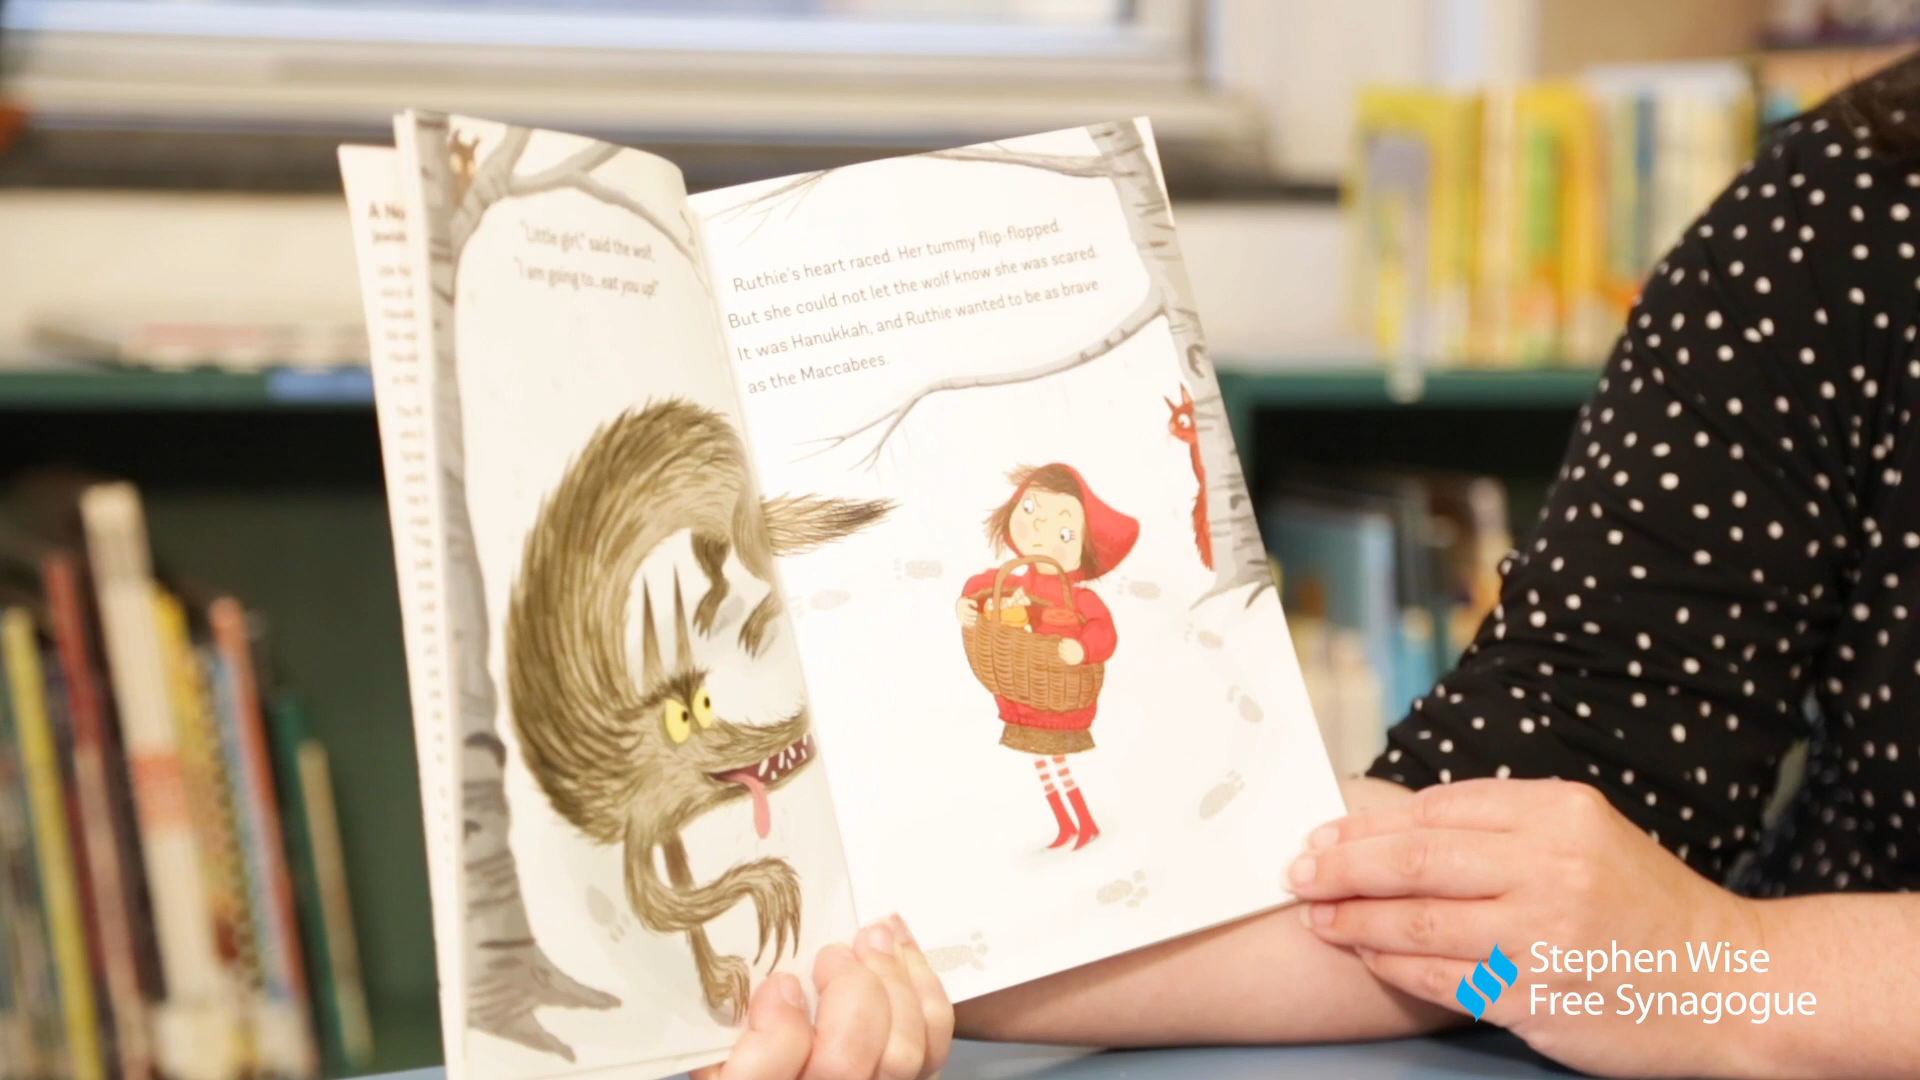 "Little girl," said the wolf,
"I am going to...eat you up!"
Ruthie's heart raced. Her tummy flip-flopped.
But she could not let the wolf know she was scared.
It was Hanukkah, and Ruthie wanted to be as brave
as the Maccabees.
Stephen Wise
Free Synagogue